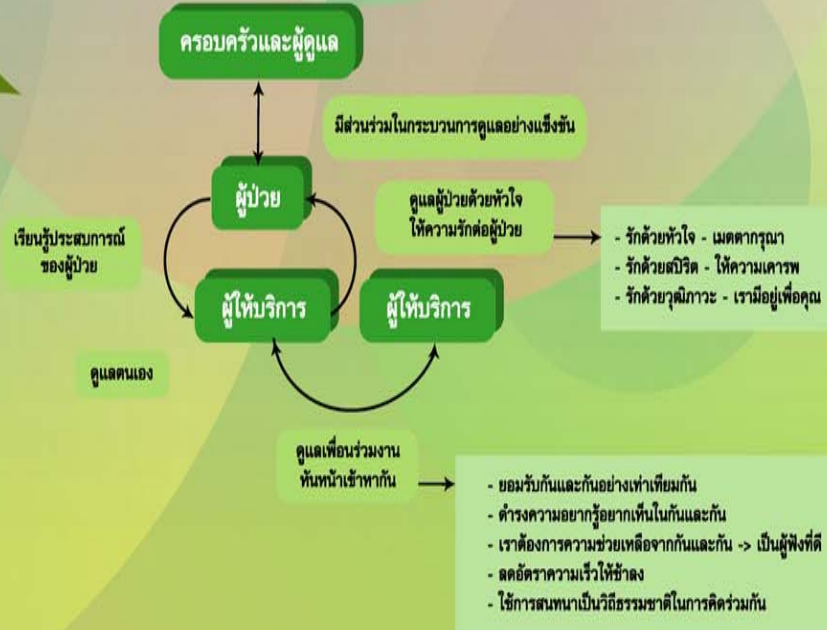 ครอบครัวและผู้ดูแล
มีส่วนร่วมในกระบวนการดูแลอย่างแข็งขัน
ผู้ป่วย
ดูแลผู้ป่วยด้วยหัวใจ
ให้ความรักต่อผู้ป่วย
เรียนรู้ประสบการณ์
ของผู้ป่วย
- รักด้วยหัวใจ - เมตตากรุณา
- รักด้วยสปิริต - ให้ความเคารพ
- รักด้วยวุฒิภาวะ - เรามีอยู่เพื่อคุณ
ผู้ให้บริการ
ผู้ให้บริการ
ดูแลตนเอง
ดูแลเพื่อนร่วมงาน
หันหน้าเข้าหากัน
- ยอมรับกันและกันอย่างเท่าเทียมกัน
- ดำรงความอยากรู้อยากเห็นในกันและกัน
- เราต้องการความช่วยเหลือจากกันและกัน -> เป็นผู้ฟังที่ดี
- ลดอัตราความเร็วให้ช้าลง
- ใช้การสนทนาเป็นวิถีธรรมชาติในการคิดร่วมกัน